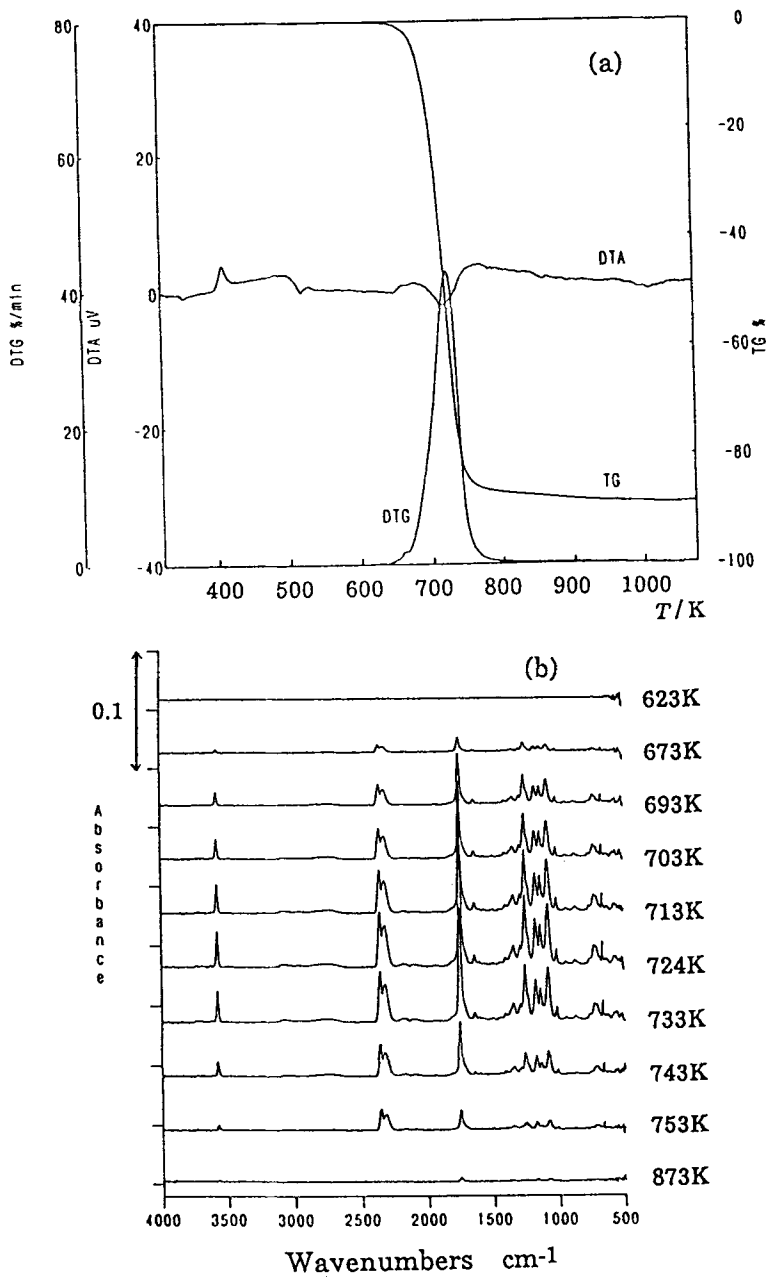 (a)
80
60
40
20
0
DTG %/min
40
20
0
-20
-40
DTA uV
0
-20
-40
-60
-80
-100
TG %
DTA
TG
DTG
400 500 600 700 800 900 1000
T/K
(b)
0.1
Absorbance
623K
673K
693K
703K
713K
724K
733K
743K
753K
873K
4000 3500 3000 2500 2000 1500 1000 500
Wavenumbers cm-1